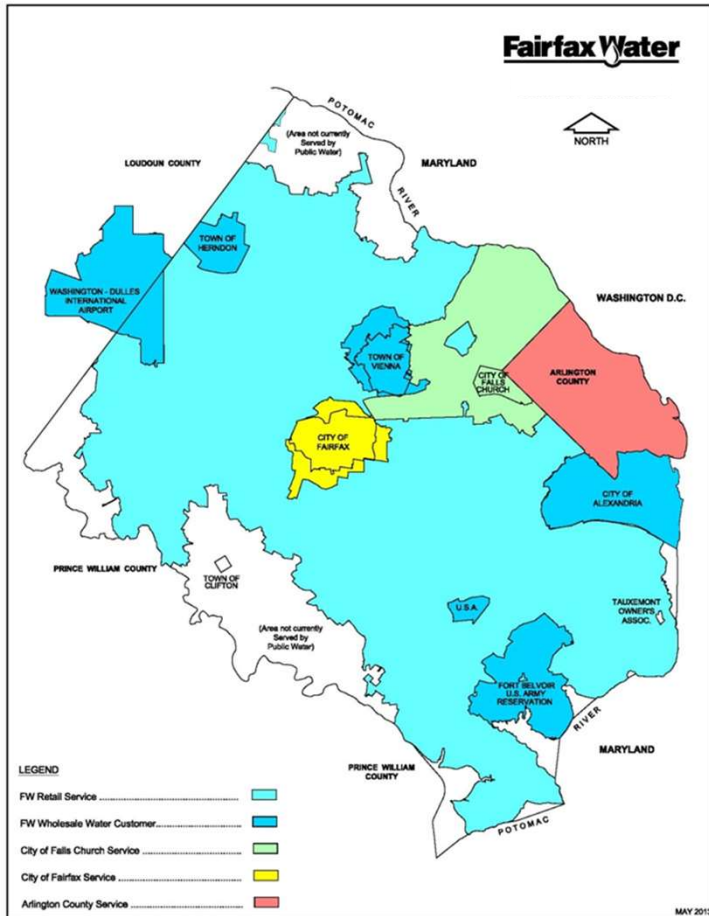 Fairfax Water
NORTH
POTOMAC
RIVER
(Area not currently
Served by
Public Water)
LOUDOUN COUNTY
MARYLAND
TOWN OF
HERNDON
WASHINGTON - DULLES
INTERNATIONAL
AIRPORT
WASHINGTON D.C.
TOWN OF
VIENNA
CITY OF
FALLS
CHURCH
ARLINGTON
COUNTY
CITY OF
FAIRFAX
CITY OF
ALEXANDRIA
PRINCE WILLIAM COUNTY
TOWN OF
CLIFTON
(Area not currently
Served by
Public Water)
U.S.A.
TAUXEMONT
OWNER'S
ASSOC.
FORT BELVOIR
U.S. ARMY
RESERVATION
RIVER
MARYLAND
PRINCE WILLIAM
COUNTY
POTOMAC
LEGEND
FW Retail Service
FW Wholesale Water Customer
City of Falls Church Service
City of Fairfax Service
Arlington County Service
MAY 2013